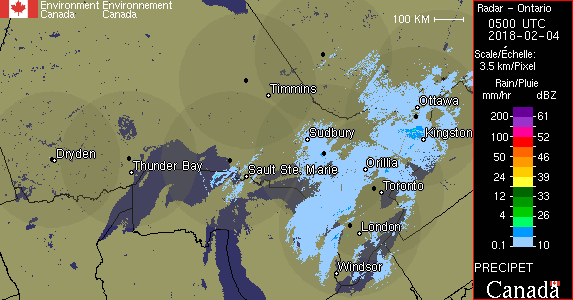 Environment Environnement
Canada Canada
100 KM
Timmins
Ottawa
Sudbury
Kingston
Dryden
Thunder Bay
Sault Ste. Marie
Orillia
Toronto
London
Windsor
Radar - Ontario
0500 UTC
2018-02-04
Scale/Échelle:
3.5 km/Pixel
Rain/Pluie
mm/hr dBZ
200 61
100 52
50 46
24 39
12 33
4 26
0.1 10
PRECIPET
Canada